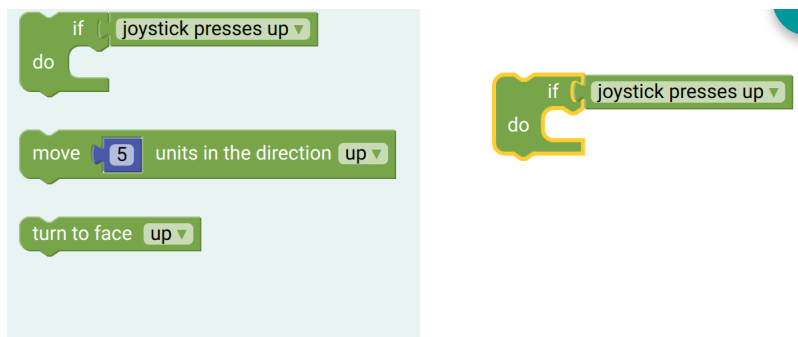 if joystick presses up ▾
do
move 5 units in the direction up ▾
turn to face up ▾
if joystick presses up ▾
do